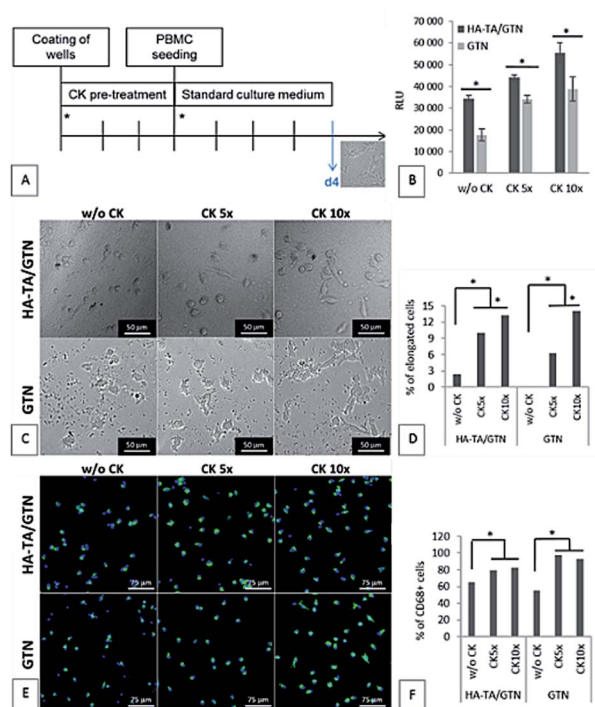 Coating of
wells
PBMC
seeding
CK pre-treatment
Standard culture medium
*
*
d4
A
70 000
60 000
50 000
40 000
30 000
20 000
10 000
0
RLU
HA-TA/GTN
GTN
*
*
*
w/o CK
CK 5x
CK 10x
B
w/o CK
CK 5x
CK 10x
HA-TA/GTN
50 µm
50 µm
50 µm
GTN
50 µm
50 µm
50 µm
C
% of elongated cells
15
12
9
6
3
0
*
*
*
*
w/o CK
CK5x
CK10x
w/o CK
CK5x
CK10x
HA-TA/GTN
GTN
D
w/o CK
CK 5x
CK 10x
HA-TA/GTN
75 µm
75 µm
75 µm
GTN
75 µm
75 µm
75 µm
E
% of CD68+ cells
120
100
80
60
40
20
0
*
*
w/o CK
CK5x
CK10x
w/o CK
CK5x
CK10x
HA-TA/GTN
GTN
F